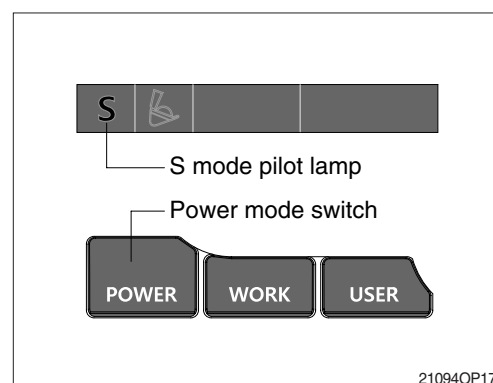 S
S mode pilot lamp
Power mode switch
POWER WORK USER
21094OP17